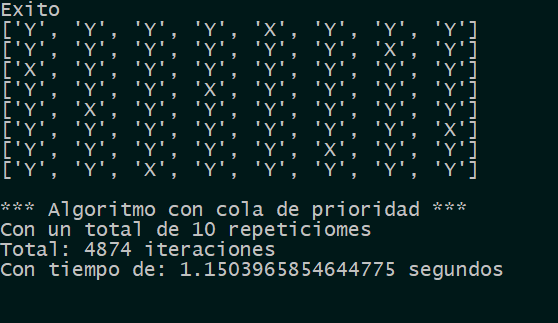 Exito
['Y', 'Y', 'Y', 'Y', 'X', 'Y', 'Y', 'Y']
['Y', 'Y', 'Y', 'Y', 'Y', 'Y', 'X', 'Y']
['X', 'Y', 'Y', 'Y', 'Y', 'Y', 'Y', 'Y']
['Y', 'Y', 'Y', 'X', 'Y', 'Y', 'Y', 'Y']
['Y', 'X', 'Y', 'Y', 'Y', 'Y', 'Y', 'Y']
['Y', 'Y', 'Y', 'Y', 'Y', 'Y', 'Y', 'X']
['Y', 'Y', 'Y', 'Y', 'Y', 'X', 'Y', 'Y']
['Y', 'Y', 'X', 'Y', 'Y', 'Y', 'Y', 'Y']
*** Algoritmo con cola de prioridad ***
Con un total de 10 repeticiomes
Total: 4874 iteraciones
Con tiempo de: 1.1503965854644775 segundos